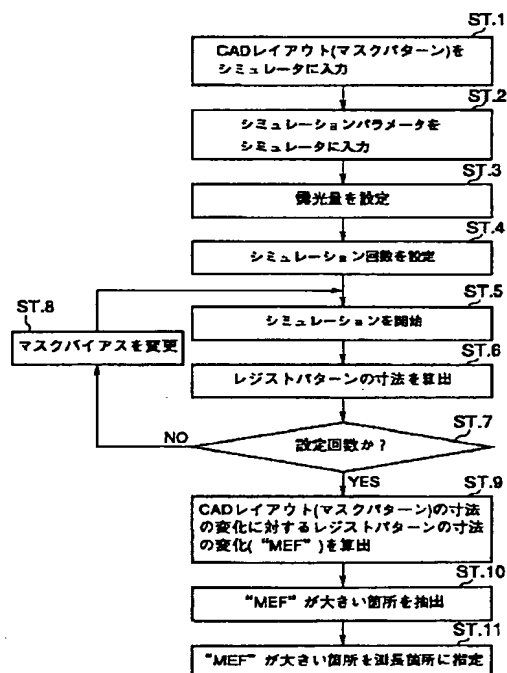 ST.1
CADレイアウト(マスクパターン)を
シミュレータに入力
ST.2
シミュレーションパラメータを
シミュレータに入力
ST.3
露光量を設定
ST.4
シミュレーション回数を設定
ST.5
シミュレーションを開始
ST.8
マスクバイアスを変更
ST.6
レジストパターンの寸法を算出
ST.7
設定回数か?
NO
YES
ST.9
CADレイアウト(マスクパターン)の寸法
の変化に対するレジストパターンの寸法
の変化("MEF")を算出
ST.10
"MEF"が大きい箇所を抽出
ST.11
"MEF"が大きい箇所を測長箇所に指定